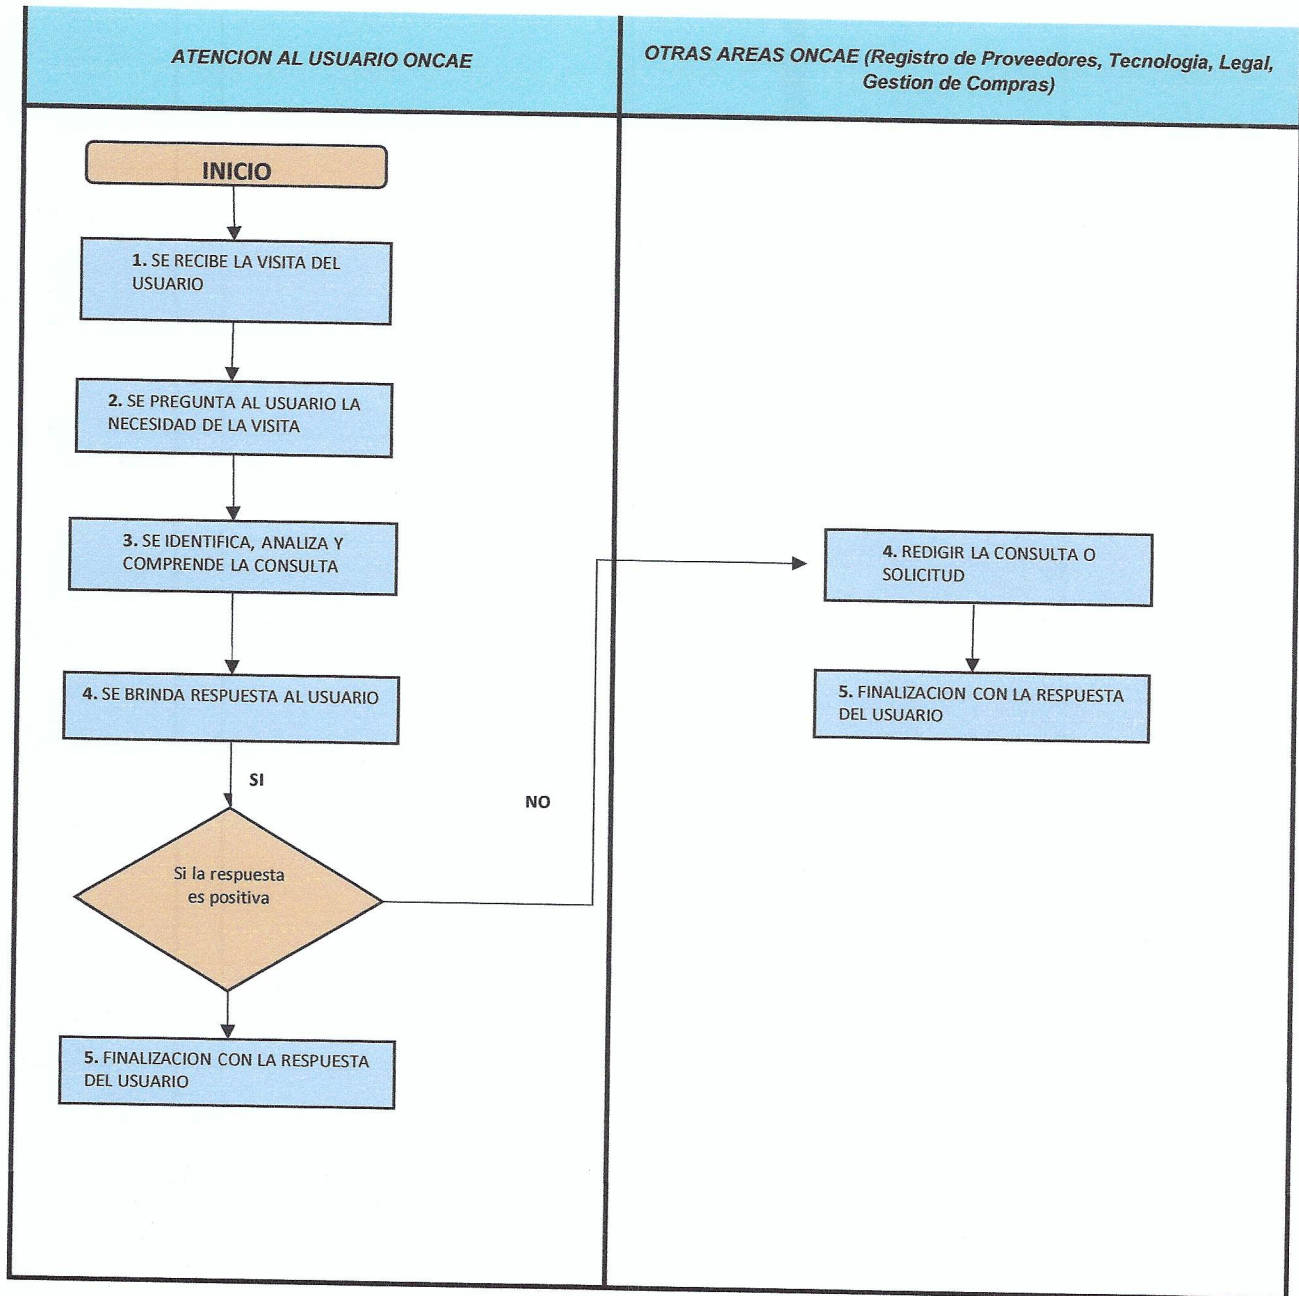 ATENCION AL USUARIO ONCAE
OTRAS AREAS ONCAE (Registro de Proveedores, Tecnologia, Legal,
Gestion de Compras)
INICIO
1. SE RECIBE LA VISITA DEL
USUARIO
2. SE PREGUNTA AL USUARIO LA
NECESIDAD DE LA VISITA
3. SE IDENTIFICA, ANALIZA Y
COMPRENDE LA CONSULTA
4. REDIGIR LA CONSULTA O
SOLICITUD
4. SE BRINDA RESPUESTA AL USUARIO
5. FINALIZACION CON LA RESPUESTA
DEL USUARIO
SI
NO
Si la respuesta
es positiva
5. FINALIZACION CON LA RESPUESTA
DEL USUARIO